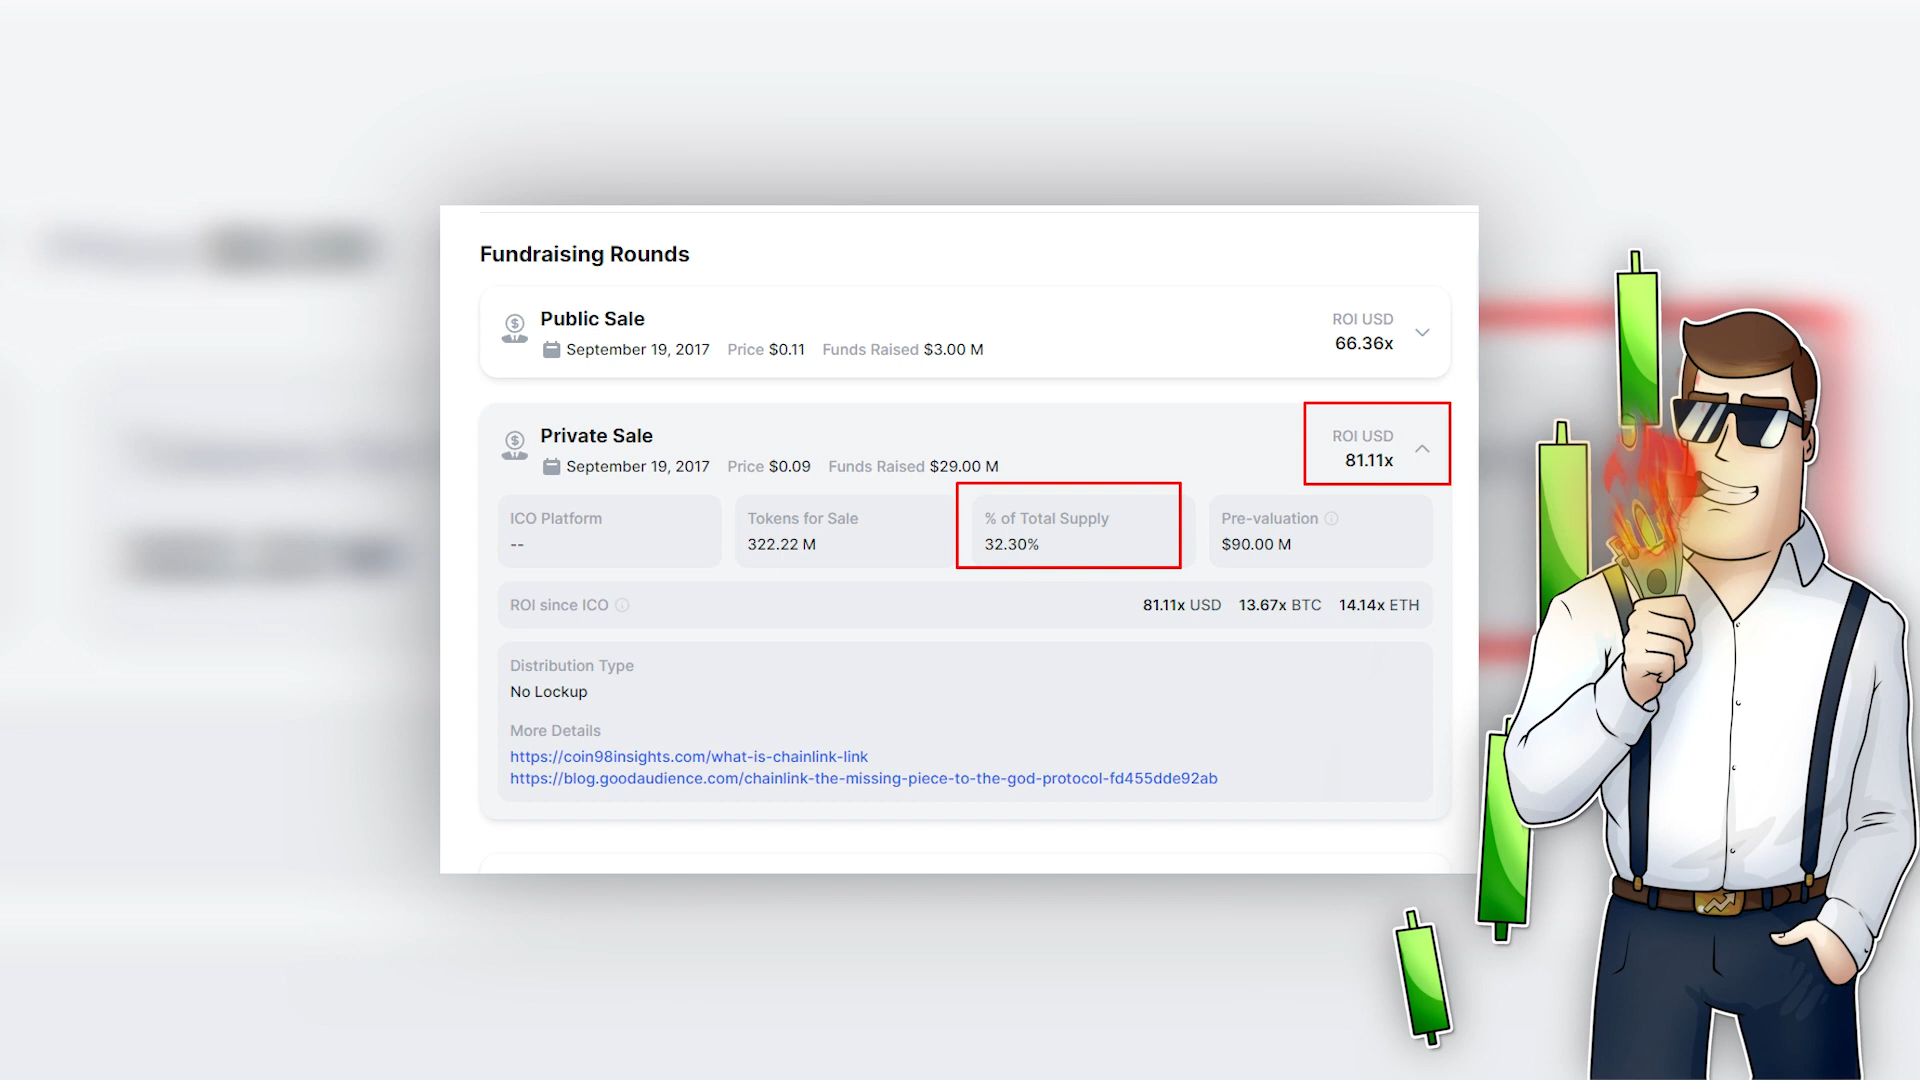 Fundraising Rounds
Public Sale
September 19, 2017 Price $0.11 Funds Raised $3.00 M
ROI USD
66.36x
Private Sale
September 19, 2017 Price $0.09 Funds Raised $29.00 M
ROI USD
81.11x
ICO Platform
--
Tokens for Sale
322.22 M
% of Total Supply
32.30%
Pre-valuation
$90.00 M
ROI since ICO 81.11x USD 13.67x BTC 14.14x ETH
Distribution Type
No Lockup
More Details
https://coin98insights.com/what-is-chainlink-link
https://blog.goodaudience.com/chainlink-the-missing-piece-to-the-god-protocol-fd455dde92ab